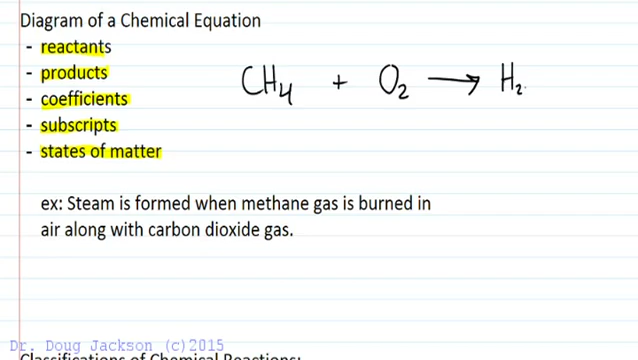 Diagram of a Chemical Equation
- reactants
- products
- coefficients
- subscripts
- states of matter
CH₄ + O₂ → H₂
ex: Steam is formed when methane gas is burned in
air along with carbon dioxide gas.
Dr. Doug Jackson (c)2015
Classifications of Chemical Reactions: